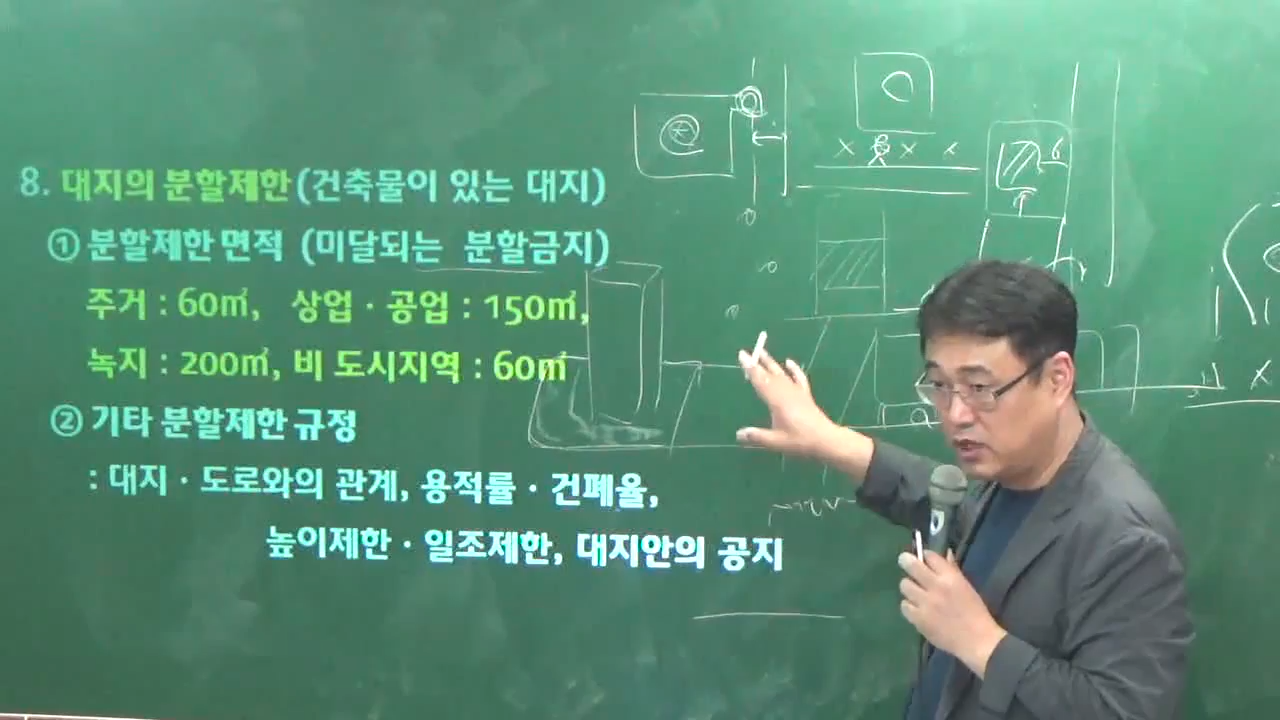 8. 대지의 분할제한 (건축물이 있는 대지)
① 분할제한 면적 (미달되는 분할금지)
주거 : 60㎡, 상업 · 공업 : 150㎡,
녹지 : 200㎡, 비 도시지역 : 60㎡
② 기타 분할제한 규정
: 대지 · 도로와의 관계, 용적률 · 건폐율,
높이제한 · 일조제한, 대지안의 공지